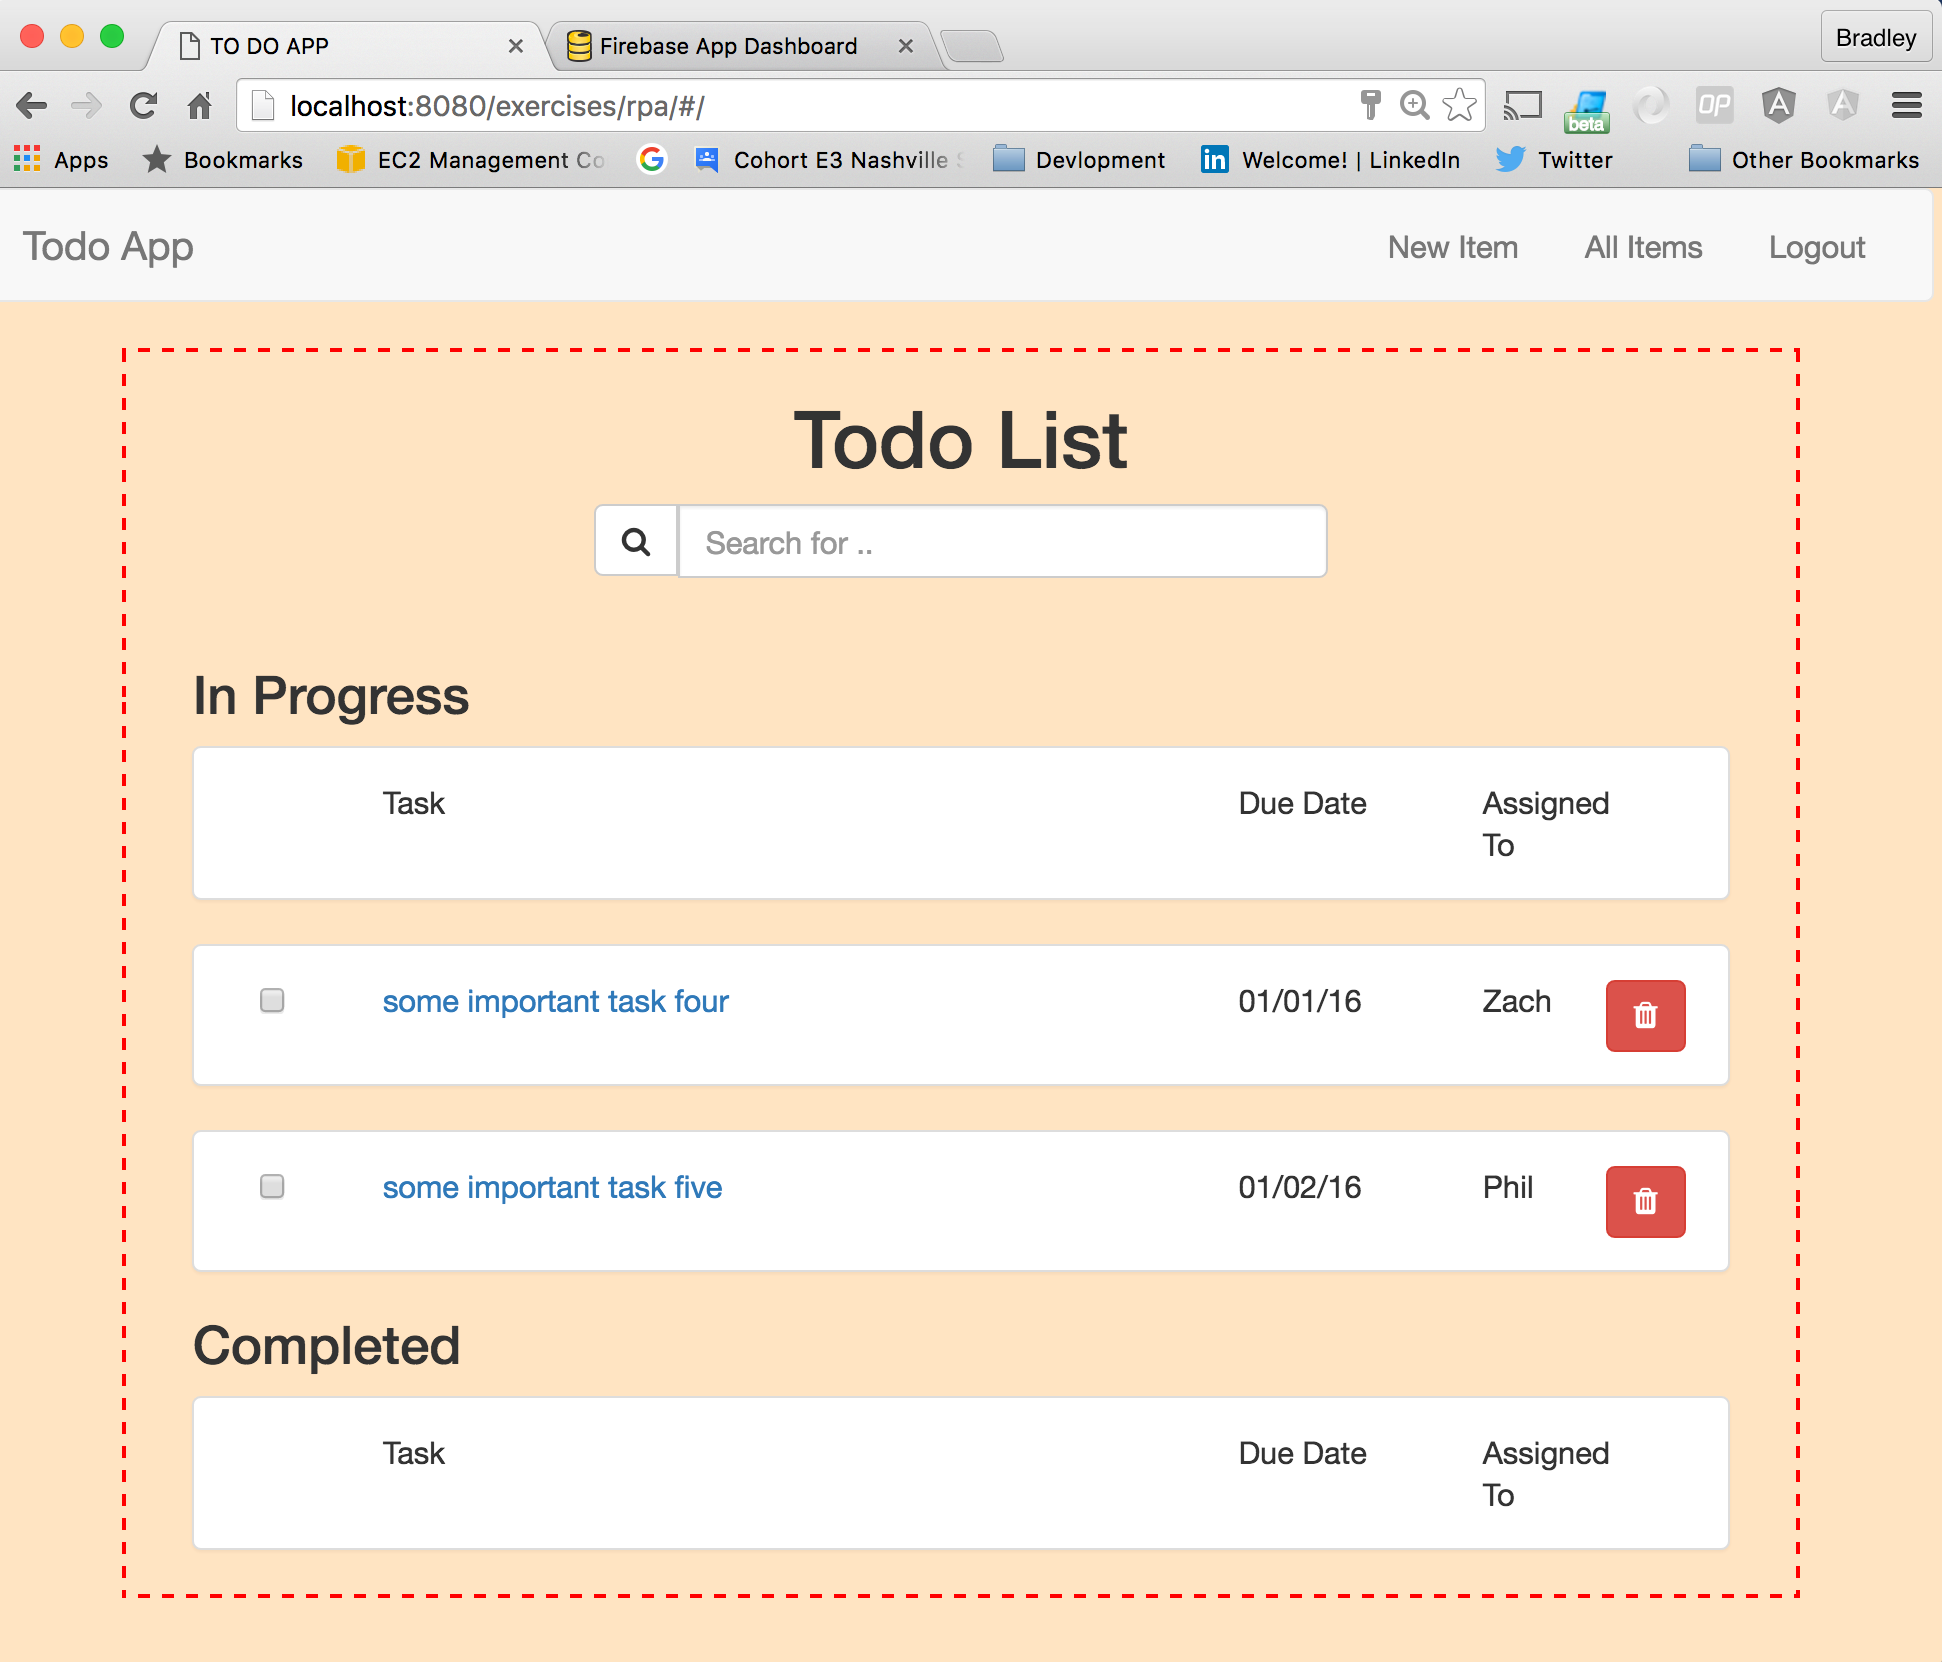 TO DO APP
Firebase App Dashboard
Bradley
localhost:8080/exercises/rpa/#/
OP
beta
Apps
Bookmarks
EC2 Management Co
Cohort E3 Nashville
Devlopment
Welcome! | LinkedIn
Twitter
Other Bookmarks
Todo App
New Item
All Items
Logout
Todo List
Search for ..
In Progress
Task
Due Date
Assigned
To
some important task four
01/01/16
Zach
some important task five
01/02/16
Phil
Completed
Task
Due Date
Assigned
To